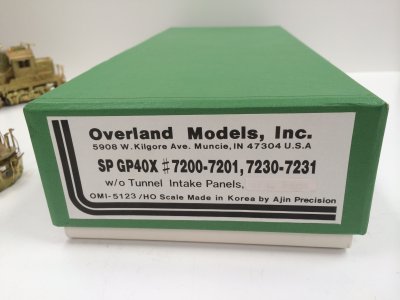 Overland Models, Inc.
5908 W. Kilgore Ave. Muncie, IN 47304 U.S.A
SP GP40X #7200-7201, 7230-7231
w/o Tunnel Intake Panels,
OMI-5123/HO Scale Made in Korea by Ajin Precision